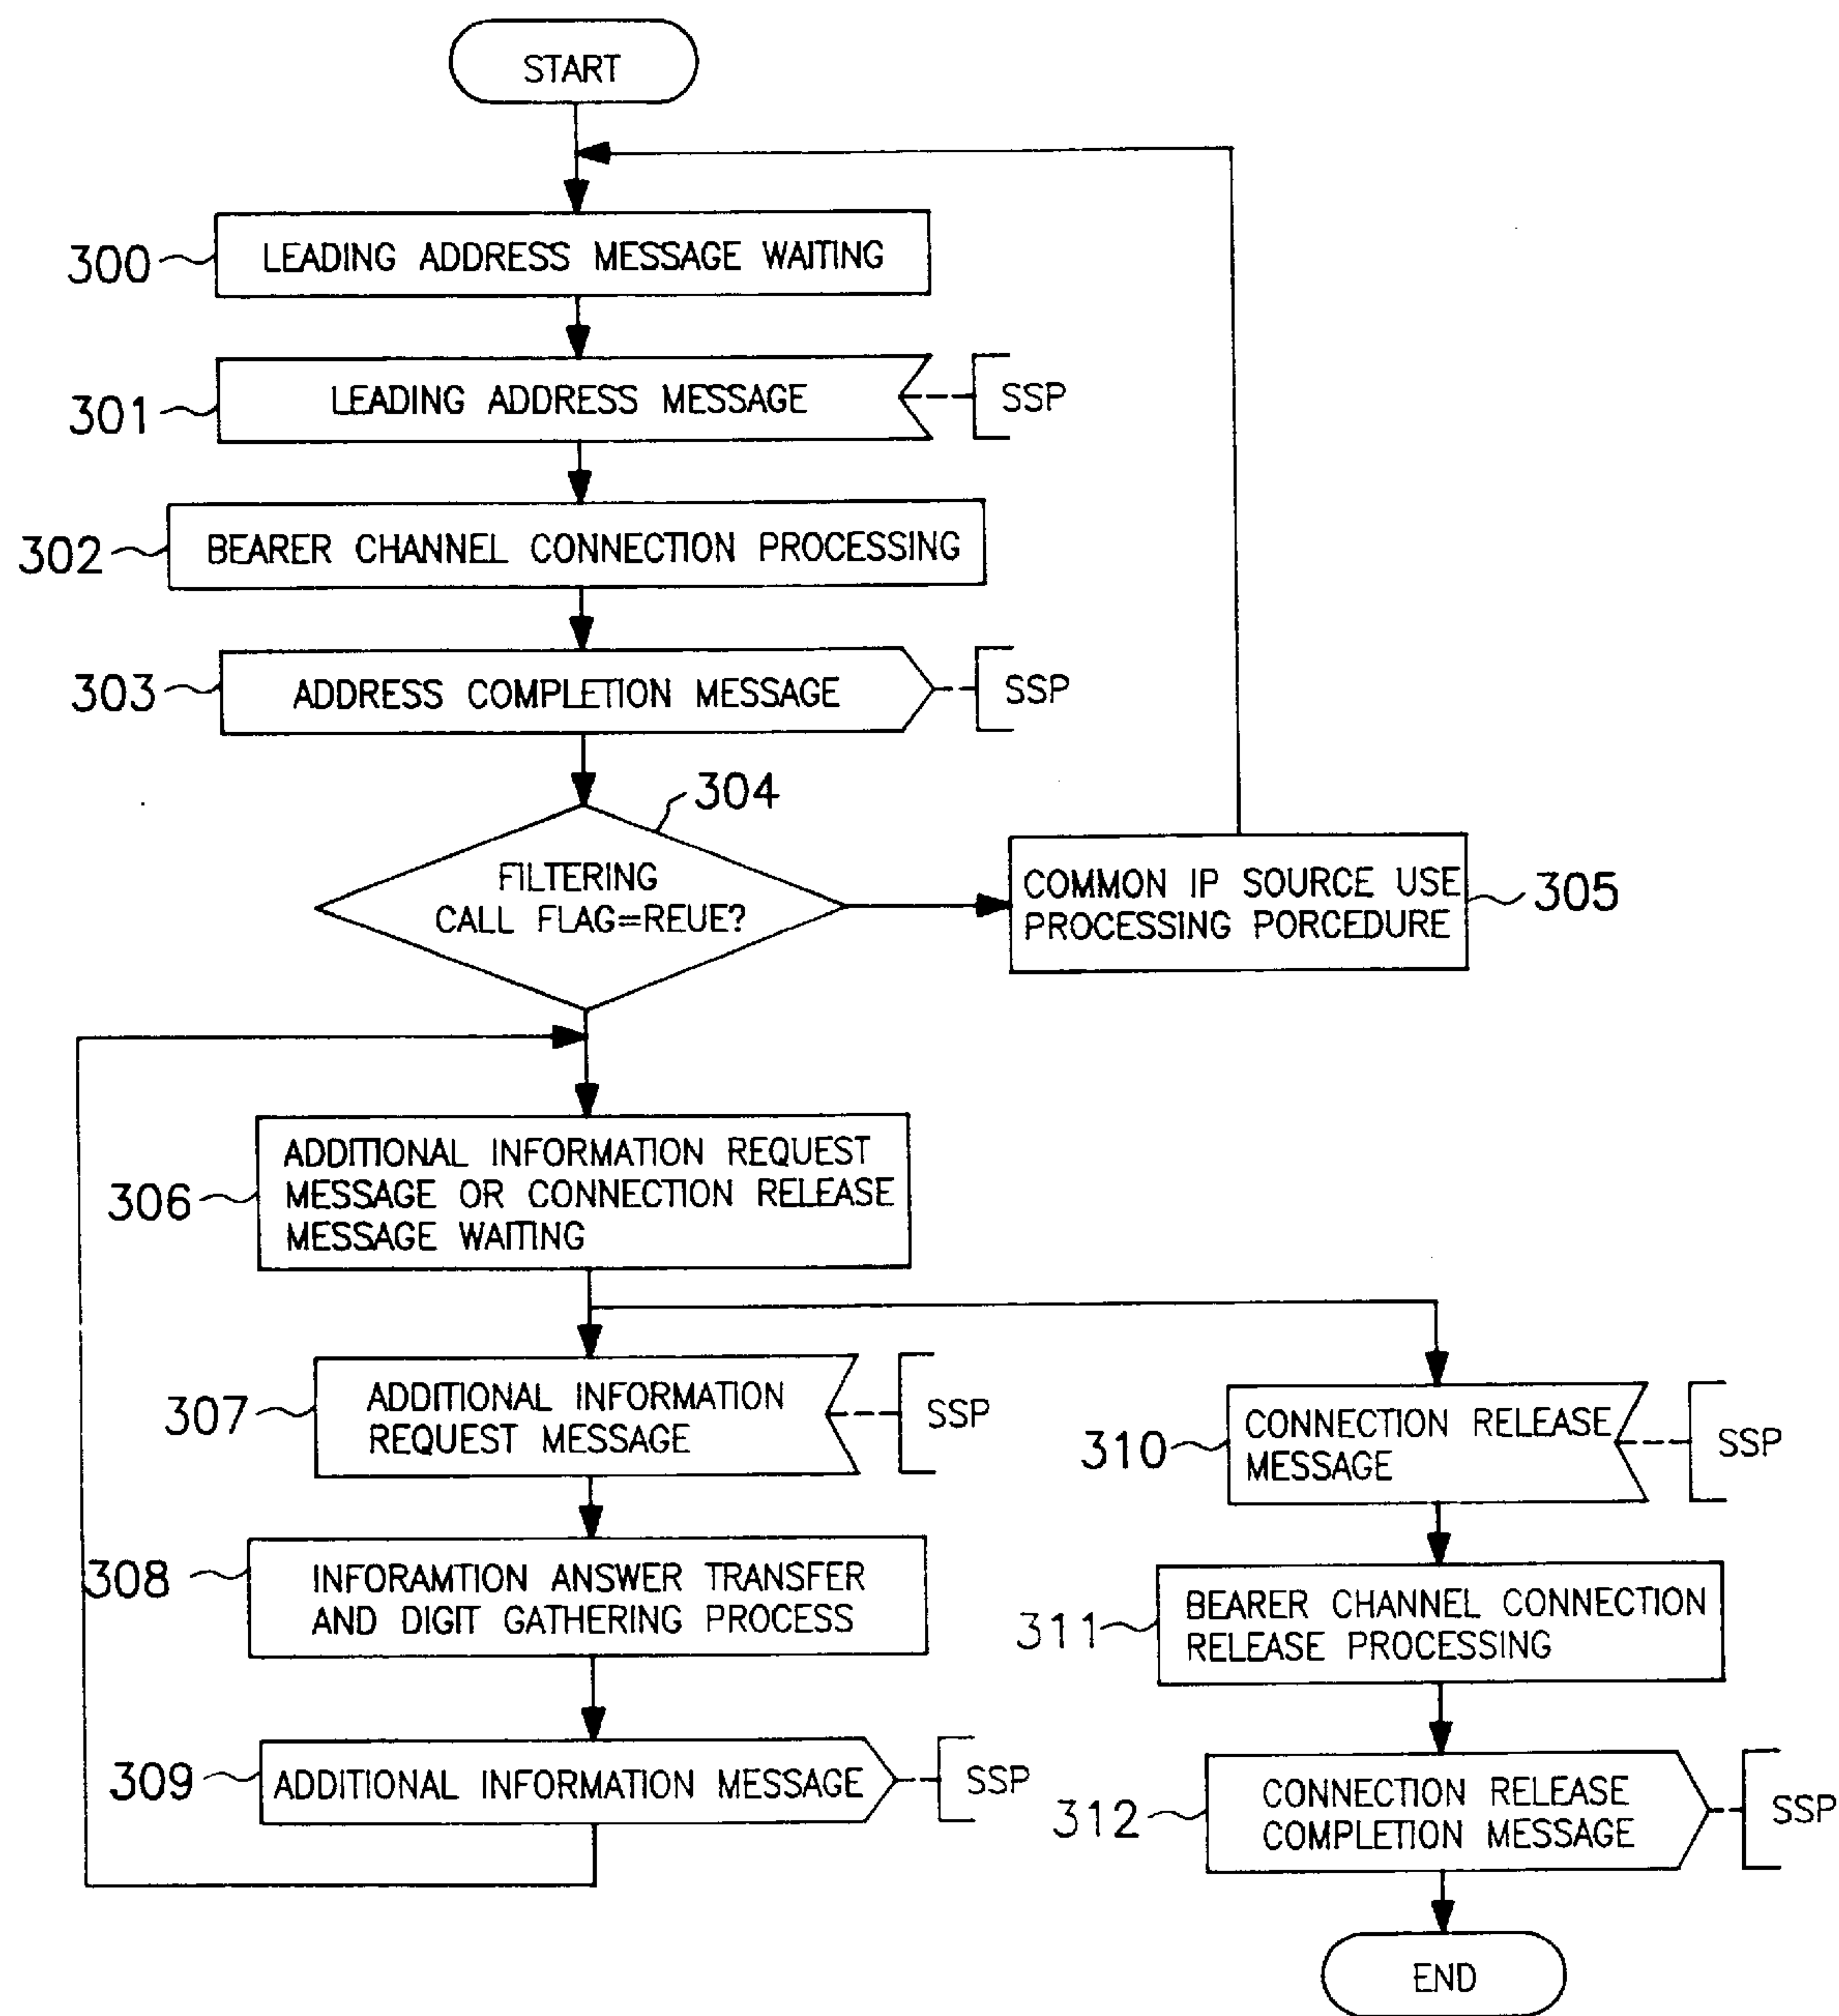 START
300
LEADING ADDRESS MESSAGE WAITING
301
LEADING ADDRESS MESSAGE
SSP
302
BEARER CHANNEL CONNECTION PROCESSING
303
ADDRESS COMPLETION MESSAGE
SSP
304
FILTERING
CALL FLAG=REUE?
COMMON IP SOURCE USE
PROCESSING PORCEDURE
305
306
ADDITIONAL INFORMATION REQUEST
MESSAGE OR CONNECTION RELEASE
MESSAGE WAITING
307
ADDITIONAL INFORMATION
REQUEST MESSAGE
SSP
310
CONNECTION RELEASE
MESSAGE
SSP
308
INFORAMTION ANSWER TRANSFER
AND DIGIT GATHERING PROCESS
311
BEARER CHANNEL CONNECTION
RELEASE PROCESSING
309
ADDITIONAL INFORMATION MESSAGE
SSP
312
CONNECTION RELEASE
COMPLETION MESSAGE
SSP
END